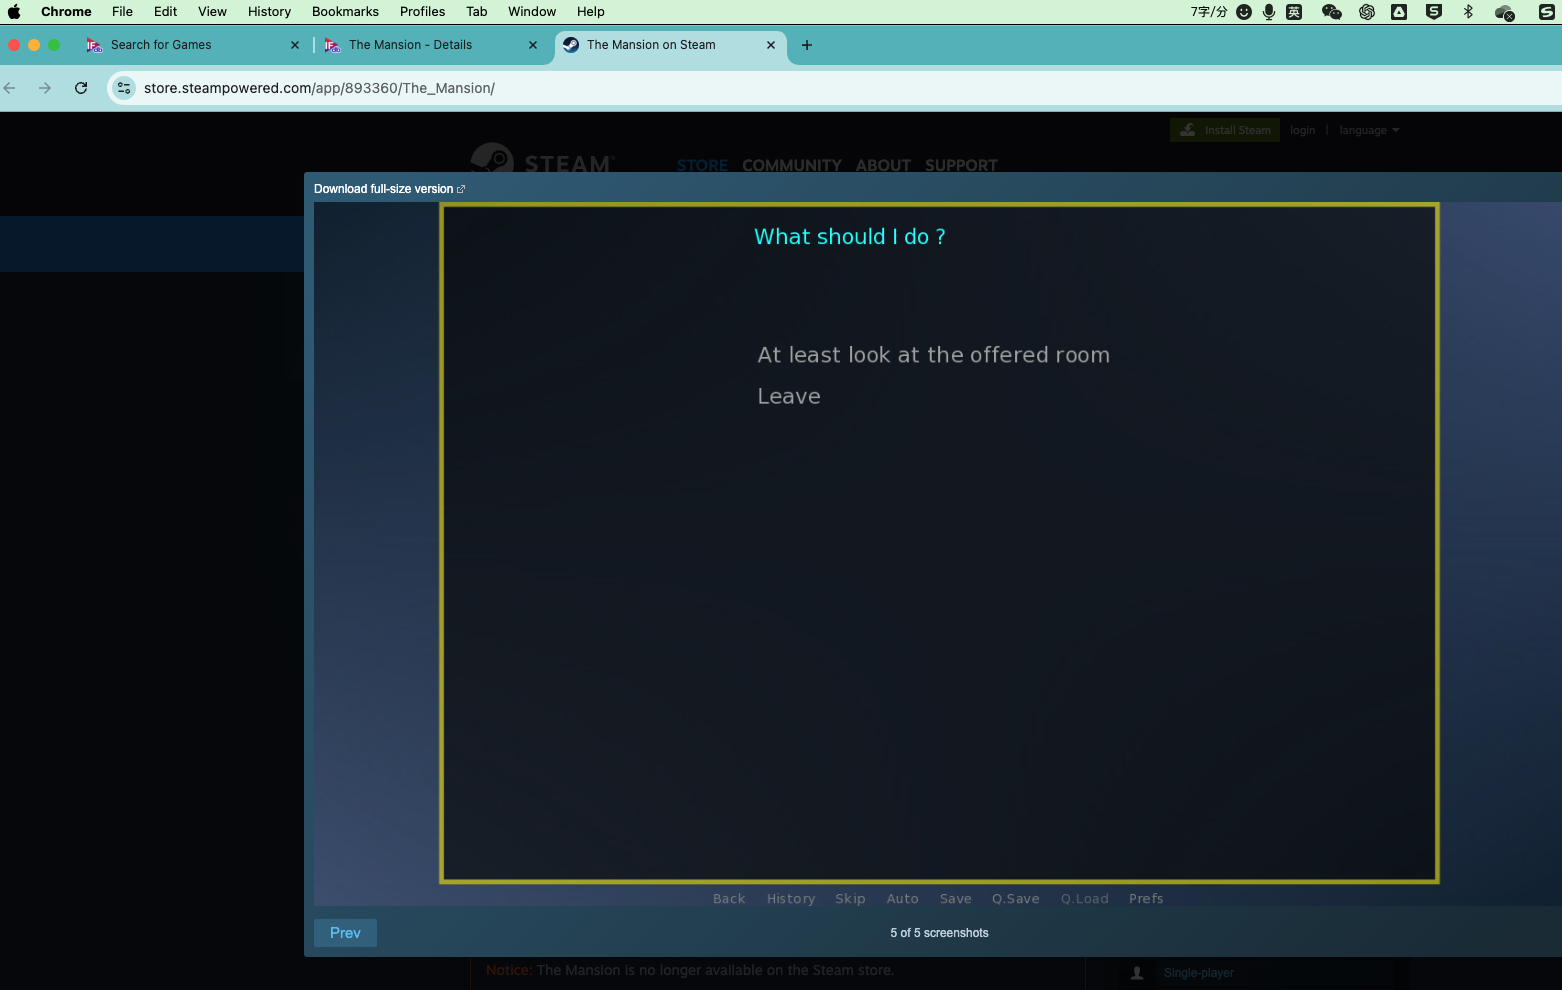 Chrome File Edit View History Bookmarks Profiles Tab Window Help 7字/分 英
Search for Games The Mansion - Details The Mansion on Steam
store.steampowered.com/app/893360/The_Mansion/
Install Steam login | language
STEAM STORE COMMUNITY ABOUT SUPPORT
Download full-size version
What should I do ?
At least look at the offered room
Leave
Back History Skip Auto Save Q.Save Q.Load Prefs
Prev 5 of 5 screenshots
Notice: The Mansion is no longer available on the Steam store. Single-player